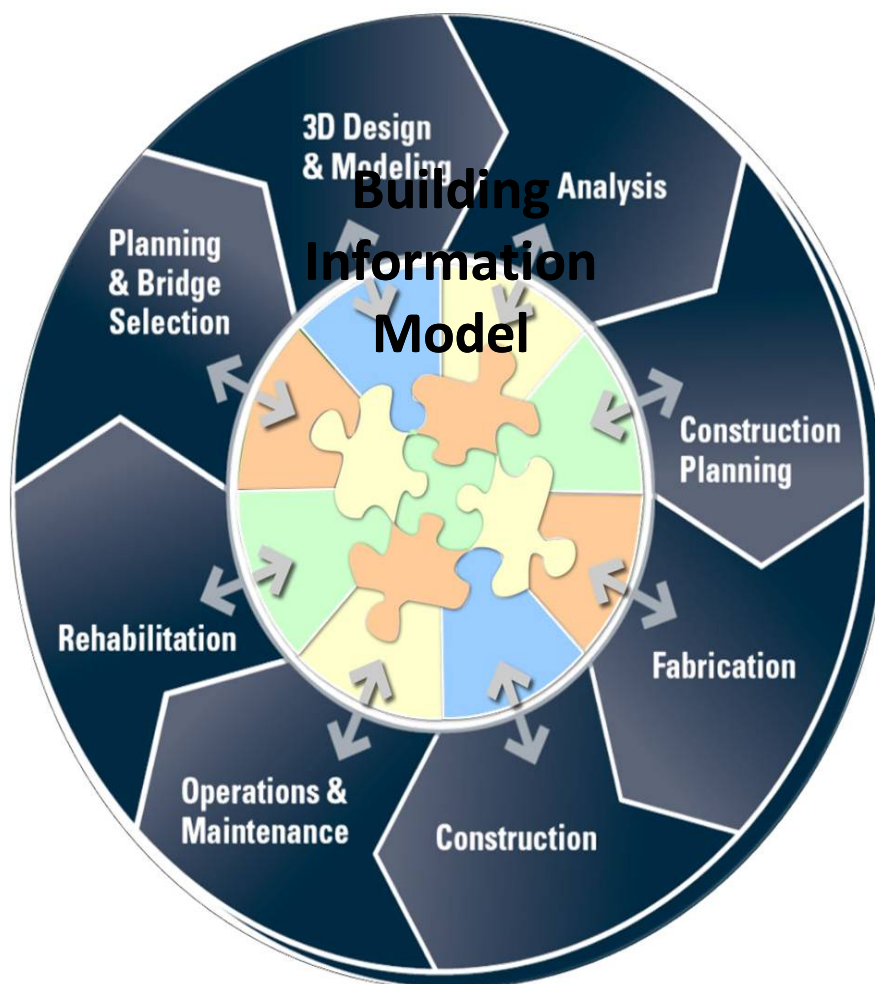 3D Design
& Modeling
Building
Information
Model
Analysis
Planning
& Bridge
Selection
Construction
Planning
Rehabilitation
Fabrication
Operations &
Maintenance
Construction